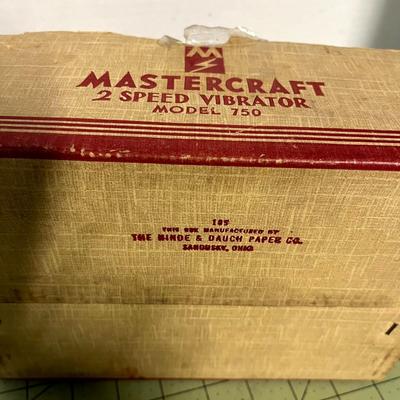 M
MASTERCRAFT
2 SPEED VIBRATOR
MODEL 750
105
THIS BOX MANUFACTURED BY
THE HINDE & DAUCH PAPER CO.
SANDUSKY, OHIO